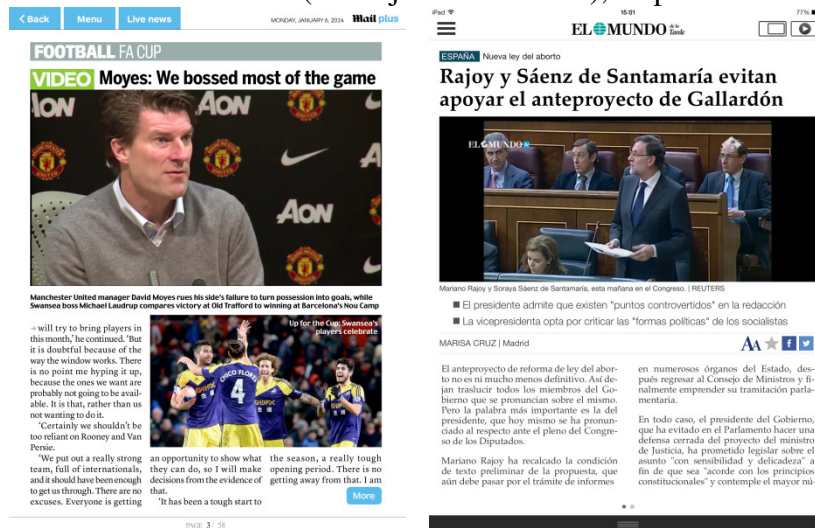 < Back Menu Live news MONDAY, JANUARY 6, 2014 Mail plus
FOOTBALL FA CUP
VIDEO Moyes: We bossed most of the game
AON
AON
AON
Manchester United manager David Moyes rues his side's failure to turn possession into goals, while
Swansea boss Michael Laudrup compares victory at Old Trafford to winning at Barcelona's Nou Camp
→ will try to bring players in
this month,' he continued. 'But
it is doubtful because of the
way the window works. There
is no point me hyping it up,
because the ones we want are
probably not going to be avail-
able. It is that, rather than us
not wanting to do it.
'Certainly we shouldn't be
too reliant on Rooney and Van
Persie.
'We put out a really strong
team, full of internationals,
and it should have been enough
to get us through. There are no
excuses. Everyone is getting
Up for the Cup: Swansea's
players celebrate
CHICO FLORES
4
an opportunity to show what
they can do, so I will make
decisions from the evidence of
that.
'It has been a tough start to
the season, a really tough
opening period. There is no
getting away from that. I am
More
PAGE 3 / 58
iPad 15:01 77%
EL MUNDO de la Tarde
ESPAÑA Nueva ley del aborto
Rajoy y Sáenz de Santamaría evitan
apoyar el anteproyecto de Gallardón
EL MUNDO
Mariano Rajoy y Soraya Sáenz de Santamaría, esta mañana en el Congreso. | REUTERS
■ El presidente admite que existen "puntos controvertidos" en la redacción
■ La vicepresidenta opta por criticar las "formas políticas" de los socialistas
MARISA CRUZ | Madrid AA f
El anteproyecto de reforma de ley del abor-
to no es ni mucho menos definitivo. Así de-
jan traslucir todos los miembros del Go-
bierno que se pronuncian sobre el mismo.
Pero la palabra más importante es la del
presidente, que hoy mismo se ha pronun-
ciado al respecto ante el pleno del Congre-
so de los Diputados.
Mariano Rajoy ha recalcado la condición
de texto preliminar de la propuesta, que
aún debe pasar por el trámite de informes
en numerosos órganos del Estado, des-
pués regresar al Consejo de Ministros y fi-
nalmente emprender su tramitación parla-
mentaria.
En todo caso, el presidente del Gobierno,
que ha evitado en el Parlamento hacer una
defensa cerrada del proyecto del ministro
de Justicia, ha prometido legislar sobre el
asunto "con sensibilidad y delicadeza" a
fin de que sea "acorde con los principios
constitucionales" y contemple el mayor nú-